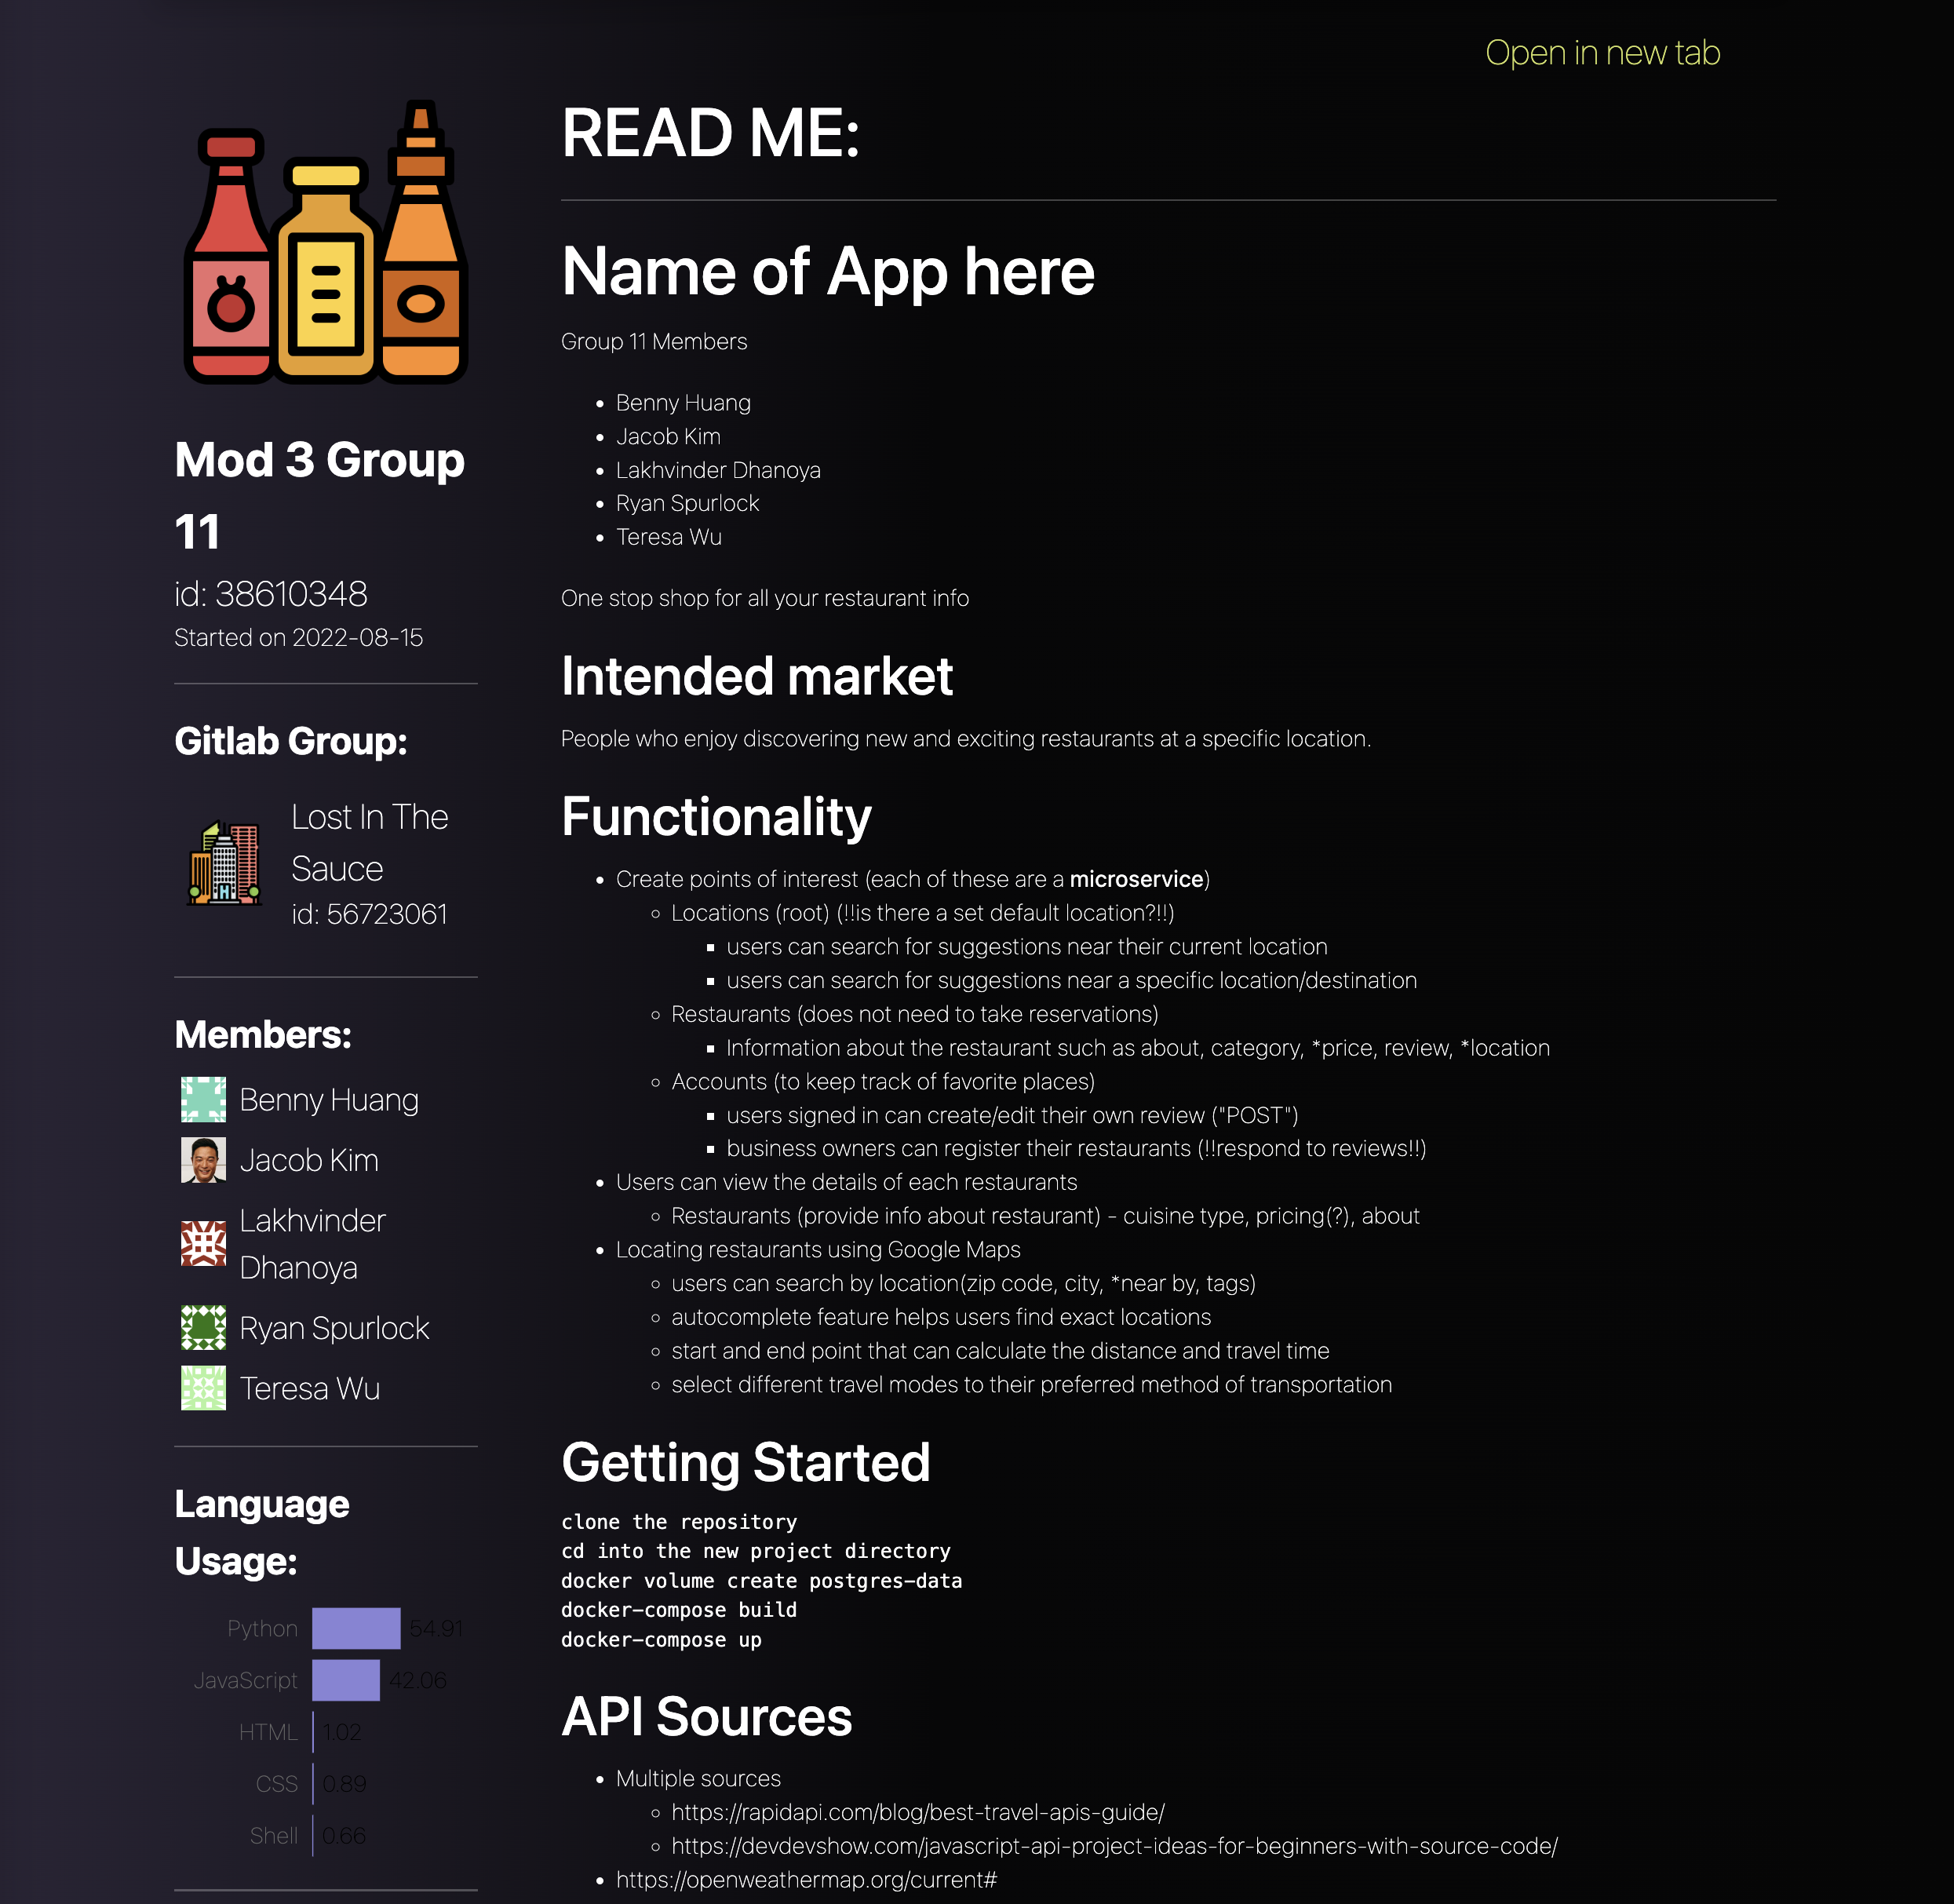 Open in new tab
Mod 3 Group
11
id: 38610348
Started on 2022-08-15
Gitlab Group:
Lost In The
Sauce
id: 56723061
Members:
Benny Huang
Jacob Kim
Lakhvinder
Dhanoya
Ryan Spurlock
Teresa Wu
Language
Usage:
Python 54.91
JavaScript 42.06
HTML 1.02
CSS 0.89
Shell 0.66
READ ME:
Name of App here
Group 11 Members
• Benny Huang
• Jacob Kim
• Lakhvinder Dhanoya
• Ryan Spurlock
• Teresa Wu
One stop shop for all your restaurant info
Intended market
People who enjoy discovering new and exciting restaurants at a specific location.
Functionality
• Create points of interest (each of these are a microservice)
◦ Locations (root) (!!is there a set default location?!!)
▪ users can search for suggestions near their current location
▪ users can search for suggestions near a specific location/destination
◦ Restaurants (does not need to take reservations)
▪ Information about the restaurant such as about, category, *price, review, *location
◦ Accounts (to keep track of favorite places)
▪ users signed in can create/edit their own review ("POST")
▪ business owners can register their restaurants (!!respond to reviews!!)
• Users can view the details of each restaurants
◦ Restaurants (provide info about restaurant) - cuisine type, pricing(?), about
• Locating restaurants using Google Maps
◦ users can search by location(zip code, city, *near by, tags)
◦ autocomplete feature helps users find exact locations
◦ start and end point that can calculate the distance and travel time
◦ select different travel modes to their preferred method of transportation
Getting Started
clone the repository
cd into the new project directory
docker volume create postgres-data
docker-compose build
docker-compose up
API Sources
• Multiple sources
◦ https://rapidapi.com/blog/best-travel-apis-guide/
◦ https://devdevshow.com/javascript-api-project-ideas-for-beginners-with-source-code/
• https://openweathermap.org/current#